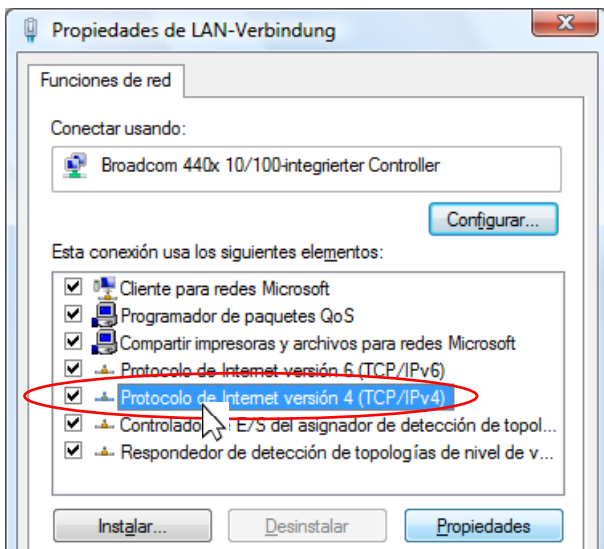 Propiedades de LAN-Verbindung
Funciones de red
Conectar usando:
Broadcom 440x 10/100-integrierter Controller
Configurar...
Esta conexión usa los siguientes elementos:
Cliente para redes Microsoft
Programador de paquetes QoS
Compartir impresoras y archivos para redes Microsoft
Protocolo de Internet versión 6 (TCP/IPv6)
Protocolo de Internet versión 4 (TCP/IPv4)
Controlador de E/S del asignador de detección de topol...
Respondedor de detección de topologías de nivel de v...
Instalar...
Desinstalar
Propiedades